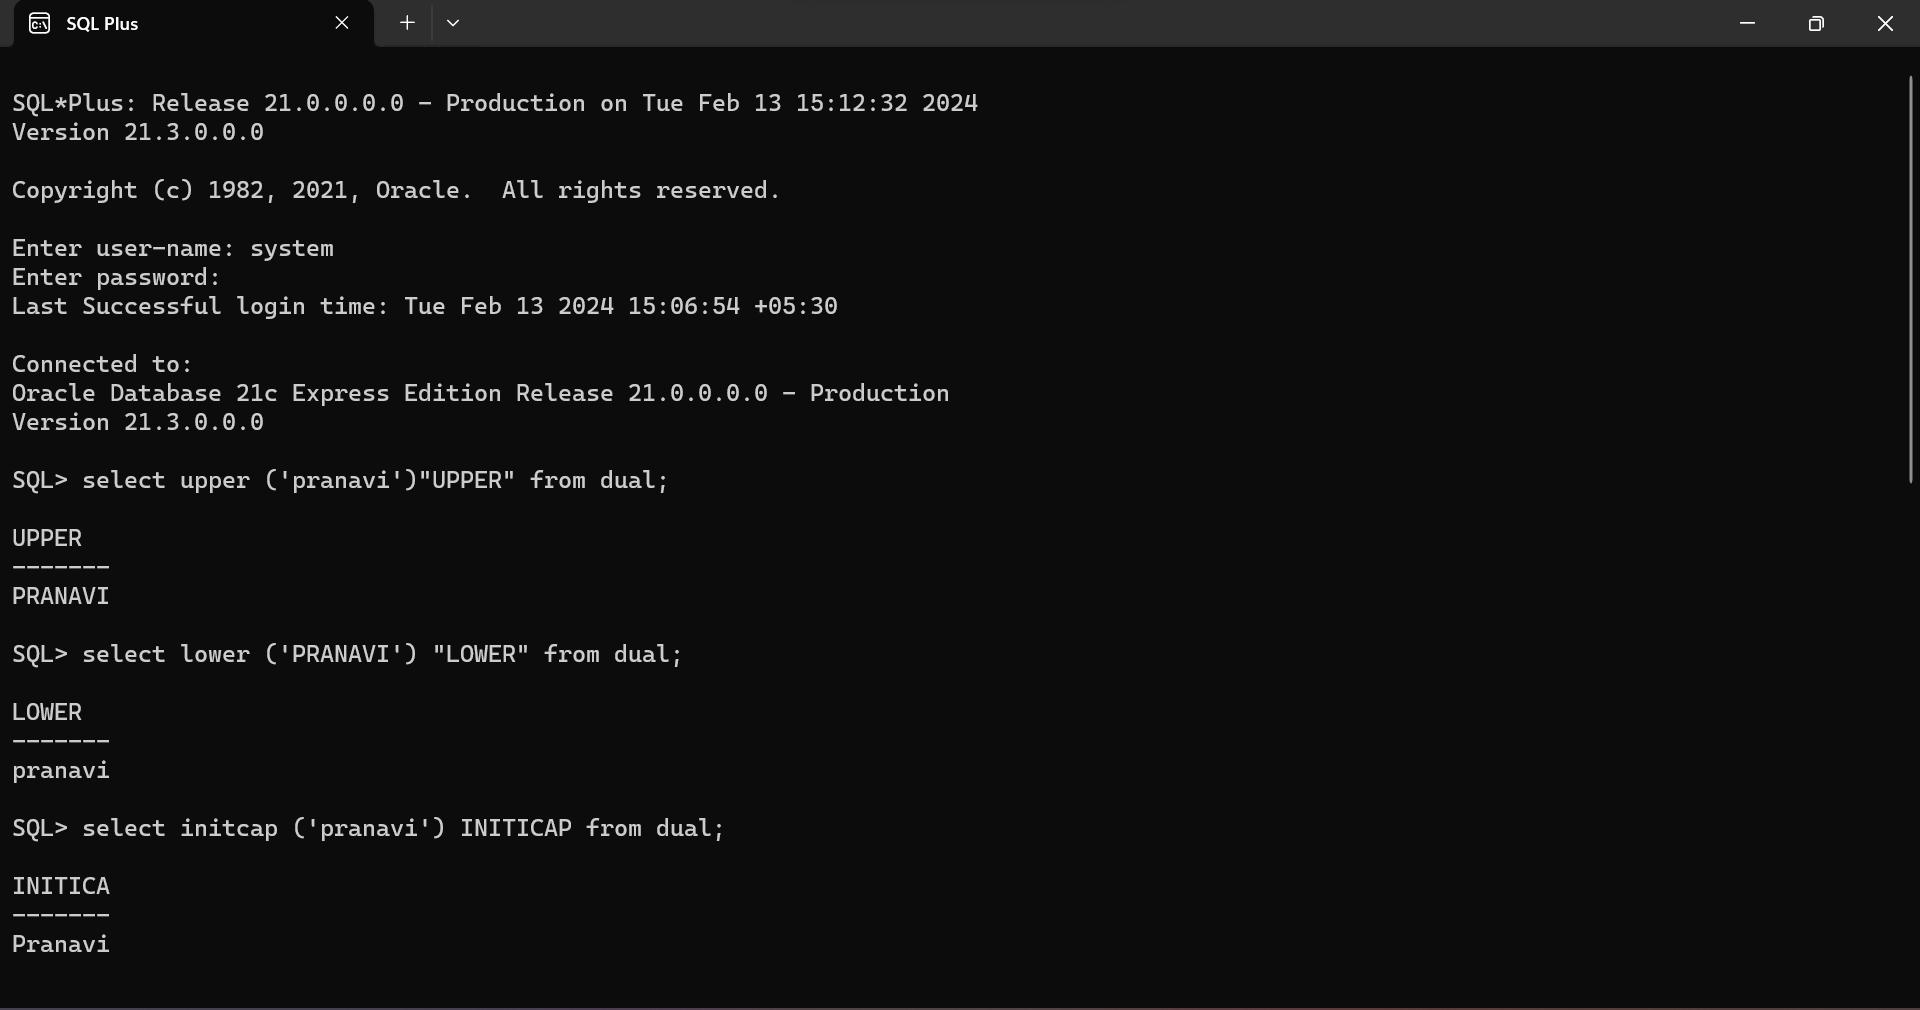 SQL Plus
SQL*Plus: Release 21.0.0.0.0 - Production on Tue Feb 13 15:12:32 2024
Version 21.3.0.0.0
Copyright (c) 1982, 2021, Oracle.  All rights reserved.
Enter user-name: system
Enter password:
Last Successful login time: Tue Feb 13 2024 15:06:54 +05:30
Connected to:
Oracle Database 21c Express Edition Release 21.0.0.0.0 - Production
Version 21.3.0.0.0
SQL> select upper ('pranavi')"UPPER" from dual;
UPPER
-------
PRANAVI
SQL> select lower ('PRANAVI') "LOWER" from dual;
LOWER
-------
pranavi
SQL> select initcap ('pranavi') INITICAP from dual;
INITICA
-------
Pranavi